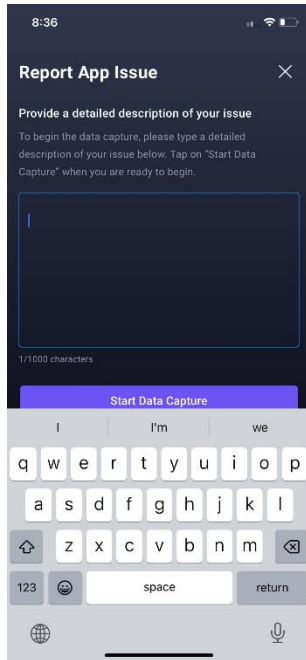 8:36
Report App Issue
Provide a detailed description of your issue
To begin the data capture, please type a detailed
description of your issue below. Tap on "Start Data
Capture" when you are ready to begin.
1/1000 characters
Start Data Capture
I I'm we
q w e r t y u i o p
a s d f g h j k l
z x c v b n m
123 space return